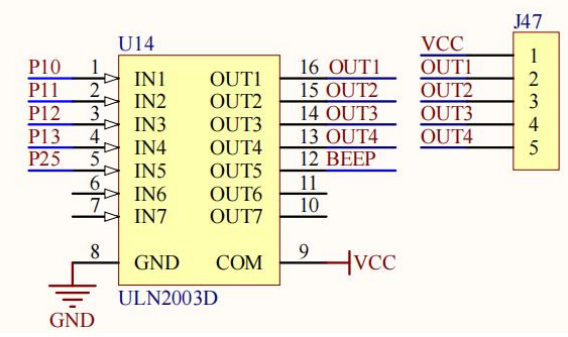 U14
J47
P10 1 IN1 OUT1 16 OUT1
P11 2 IN2 OUT2 15 OUT2
P12 3 IN3 OUT3 14 OUT3
P13 4 IN4 OUT4 13 OUT4
P25 5 IN5 OUT5 12 BEEP
6 IN6 OUT6 11
7 IN7 OUT7 10
8 GND COM 9 VCC
GND
ULN2003D
VCC 1
OUT1 2
OUT2 3
OUT3 4
OUT4 5